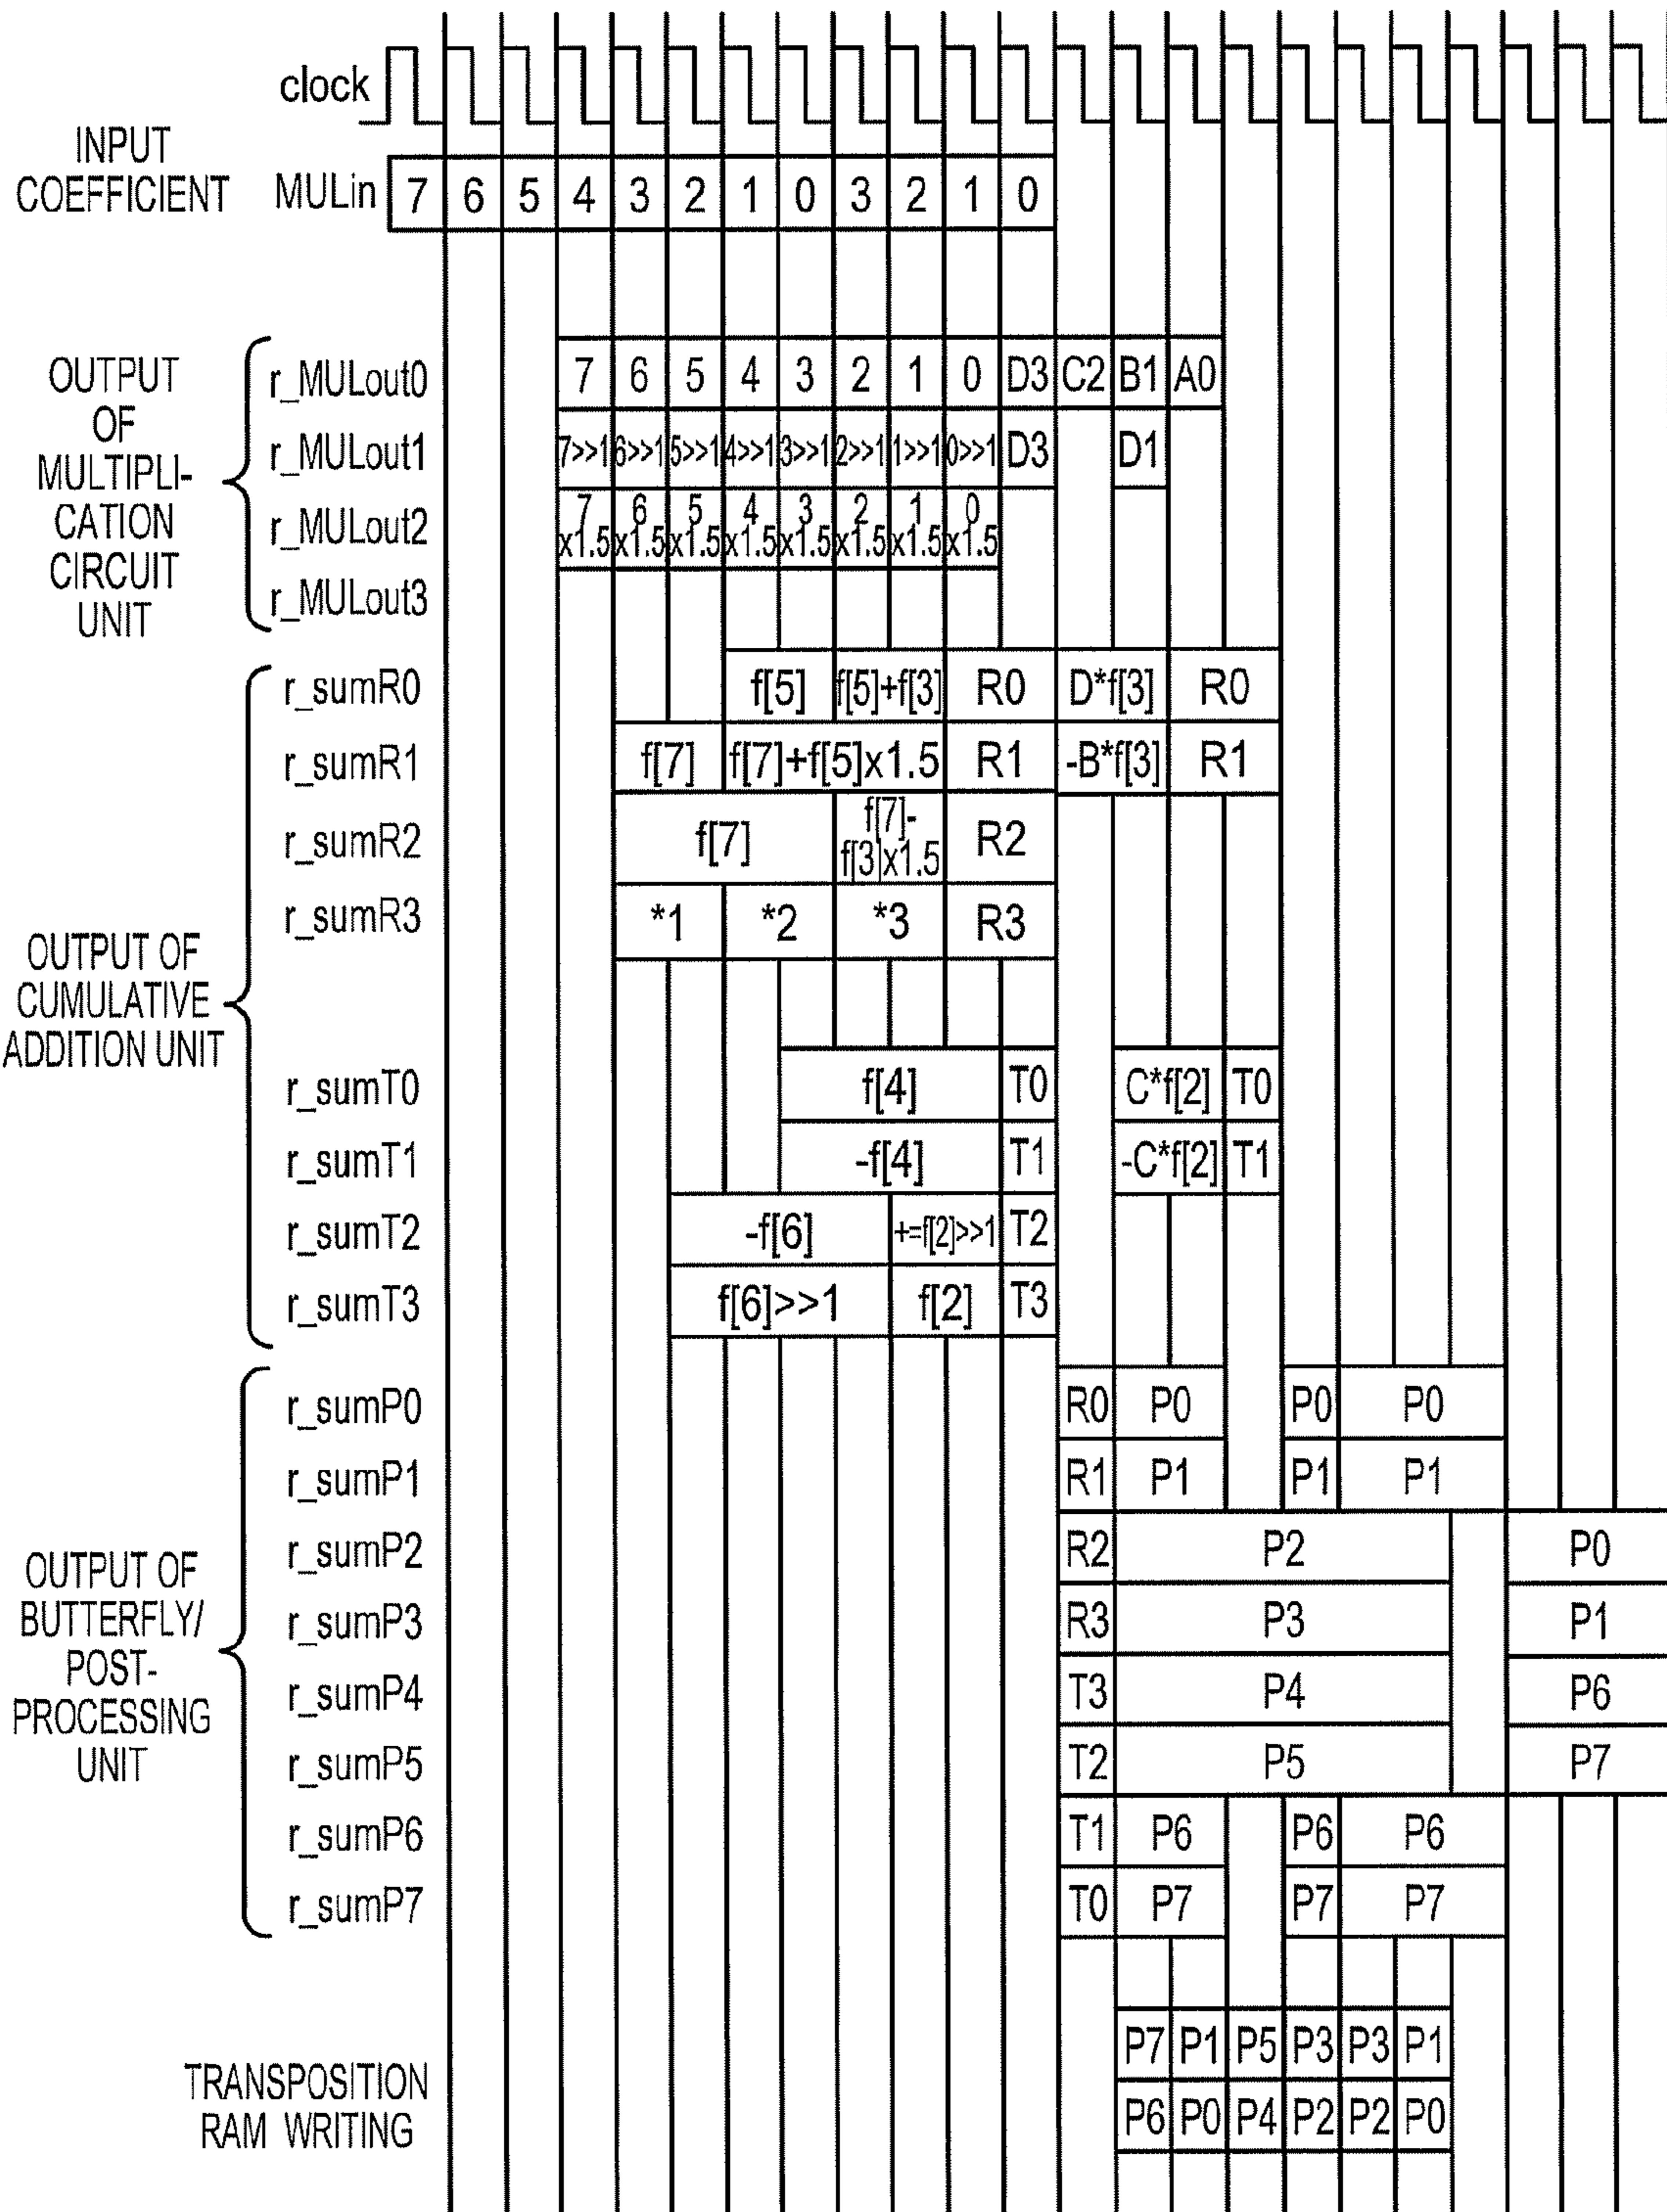 clock
INPUT
COEFFICIENT
MULin 7 6 5 4 3 2 1 0 3 2 1 0
OUTPUT
OF
MULTIPLI-
CATION
CIRCUIT
UNIT
r_MULout0 7 6 5 4 3 2 1 0 D3 C2 B1 A0
r_MULout1 7>>1 6>>1 5>>1 4>>1 3>>1 2>>1 1>>1 0>>1 D3 D1
r_MULout2 7 x1.5 6 x1.5 5 x1.5 4 x1.5 3 x1.5 2 x1.5 1 x1.5 0 x1.5
r_MULout3
OUTPUT OF
CUMULATIVE
ADDITION UNIT
r_sumR0 f[5] f[5]+f[3] R0 D*f[3] R0
r_sumR1 f[7] f[7]+f[5]x1.5 R1 -B*f[3] R1
r_sumR2 f[7] f[7]- f[3]x1.5 R2
r_sumR3 *1 *2 *3 R3
r_sumT0 f[4] T0 C*f[2] T0
r_sumT1 -f[4] T1 -C*f[2] T1
r_sumT2 -f[6] +=f[2]>>1 T2
r_sumT3 f[6]>>1 f[2] T3
OUTPUT OF
BUTTERFLY/
POST-
PROCESSING
UNIT
r_sumP0 R0 P0 P0 P0
r_sumP1 R1 P1 P1 P1
r_sumP2 R2 P2 P0
r_sumP3 R3 P3 P1
r_sumP4 T3 P4 P6
r_sumP5 T2 P5 P7
r_sumP6 T1 P6 P6 P6
r_sumP7 T0 P7 P7 P7
TRANSPOSITION
RAM WRITING
P7 P1 P5 P3 P3 P1
P6 P0 P4 P2 P2 P0